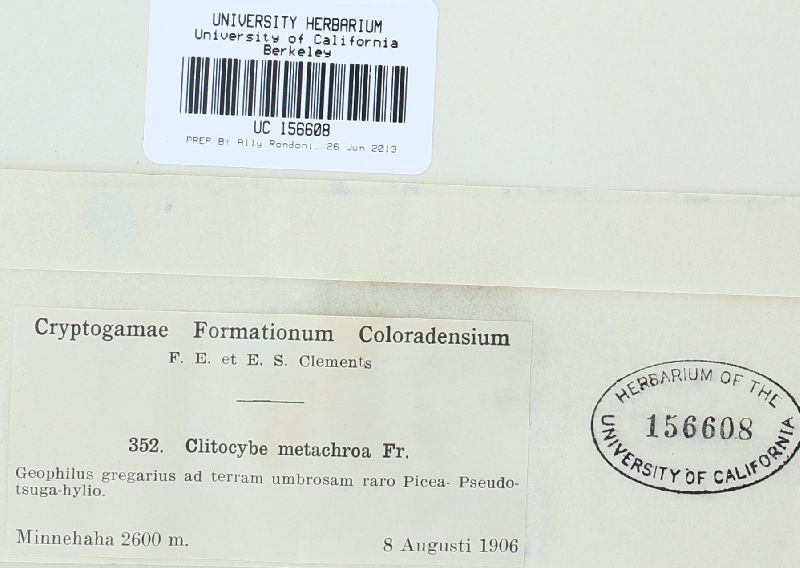 UNIVERSITY HERBARIUM
University of California
Berkeley
UC 156608
PREP BY Ally Rondoni, 26 Jun 2013
Cryptogamae Formationum Coloradensium
F. E. et E. S. Clements
352. Clitocybe metachroa Fr.
Geophilus gregarius ad terram umbrosam raro Picea- Pseudo-
tsuga-hylio.
Minnehaha 2600 m.
8 Augusti 1906
HERBARIUM OF THE
156608
UNIVERSITY OF CALIFORNIA